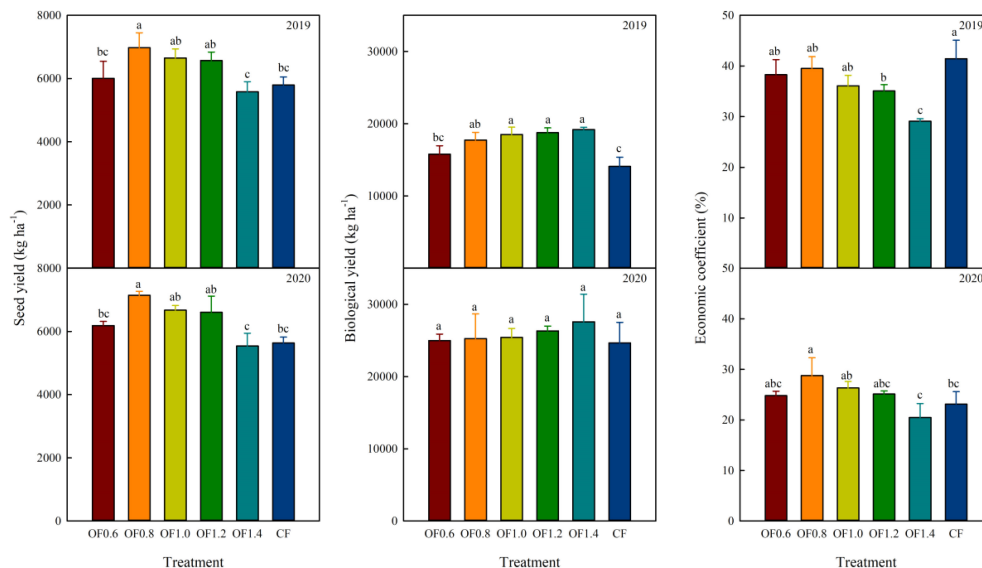 Seed yield (kg ha⁻¹)
8000
6000
4000
2000
8000
6000
4000
2000
0
2019
bc
a
ab
ab
c
bc
2020
bc
a
ab
ab
c
bc
OF0.6 OF0.8 OF1.0 OF1.2 OF1.4 CF
Treatment
Biological yield (kg ha⁻¹)
30000
20000
10000
30000
20000
10000
0
2019
bc
ab
a
a
a
c
2020
a
a
a
a
a
a
OF0.6 OF0.8 OF1.0 OF1.2 OF1.4 CF
Treatment
Economic coefficient (%)
50
40
30
20
10
50
40
30
20
10
0
2019
ab
ab
ab
b
c
a
2020
abc
a
ab
abc
c
bc
OF0.6 OF0.8 OF1.0 OF1.2 OF1.4 CF
Treatment